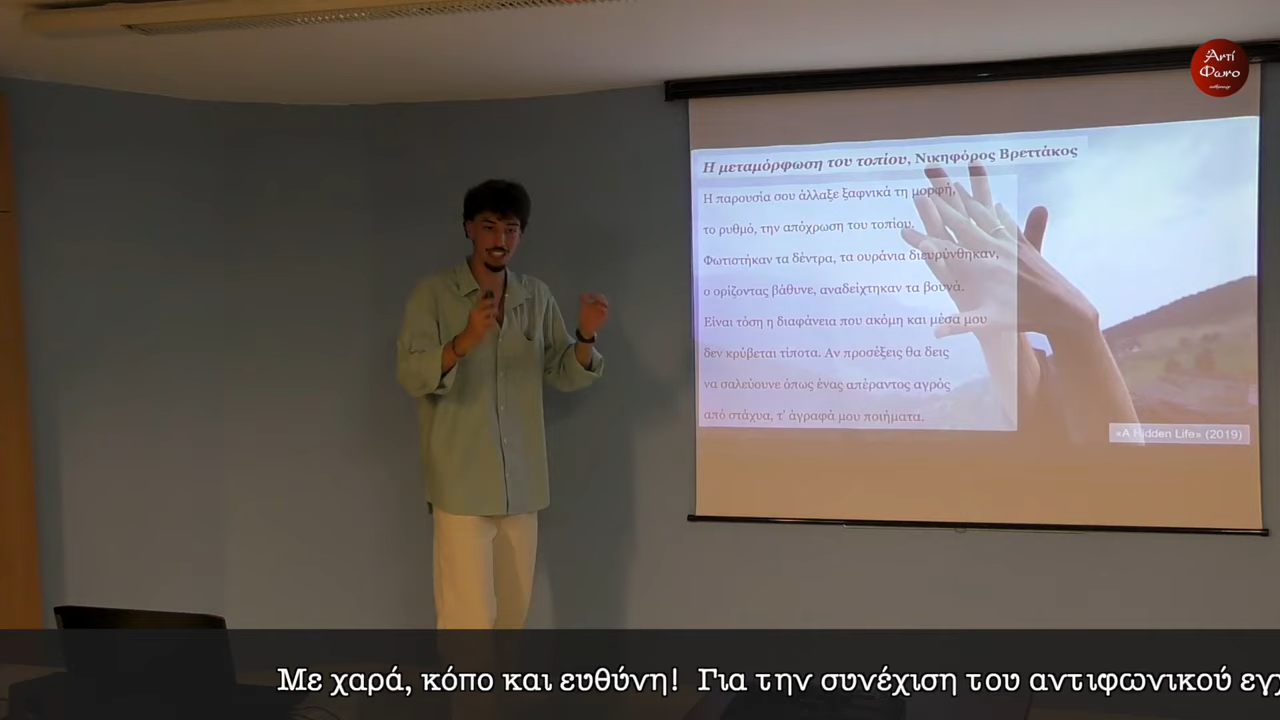 Ἀντί
Φωνο
Η μεταμόρφωση του τοπίου, Νικηφόρος Βρεττάκος
Η παρουσία σου άλλαξε ξαφνικά τη μορφή,
το ρυθμό, την απόχρωση του τοπίου.
Φωτιστήκαν τα δέντρα, τα ουράνια διευρύνθηκαν,
ο ορίζοντας βάθυνε, αναδείχτηκαν τα βουνά.
Είναι τόση η διαφάνεια που ακόμη και μέσα μου
δεν κρύβεται τίποτα. Αν προσέξεις θα δεις
να σαλεύουνε όπως ένας απέραντος αγρός
από στάχυα, τ' άγραφά μου ποιήματα.
«A Hidden Life» (2019)
Με χαρά, κόπο και ευθύνη! Για την συνέχιση του αντιφωνικού εγχ